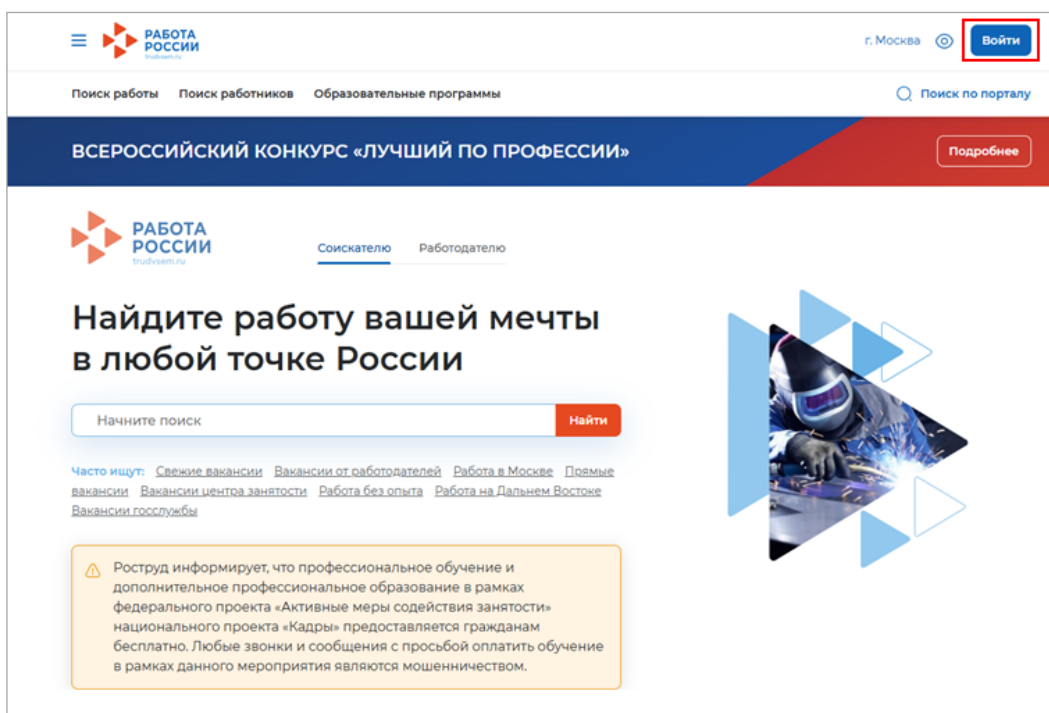 РАБОТА
РОССИИ
trudvsem.ru
г. Москва
Войти
Поиск работы Поиск работников Образовательные программы
Поиск по порталу
ВСЕРОССИЙСКИЙ КОНКУРС «ЛУЧШИЙ ПО ПРОФЕССИИ»
Подробнее
РАБОТА
РОССИИ
trudvsem.ru
Соискателю Работодателю
Найдите работу вашей мечты
в любой точке России
Начните поиск
Найти
Часто ищут: Свежие вакансии Вакансии от работодателей Работа в Москве Прямые
вакансии Вакансии центра занятости Работа без опыта Работа на Дальнем Востоке
Вакансии госслужбы
Роструд информирует, что профессиональное обучение и
дополнительное профессиональное образование в рамках
федерального проекта «Активные меры содействия занятости»
национального проекта «Кадры» предоставляется гражданам
бесплатно. Любые звонки и сообщения с просьбой оплатить обучение
в рамках данного мероприятия являются мошенничеством.